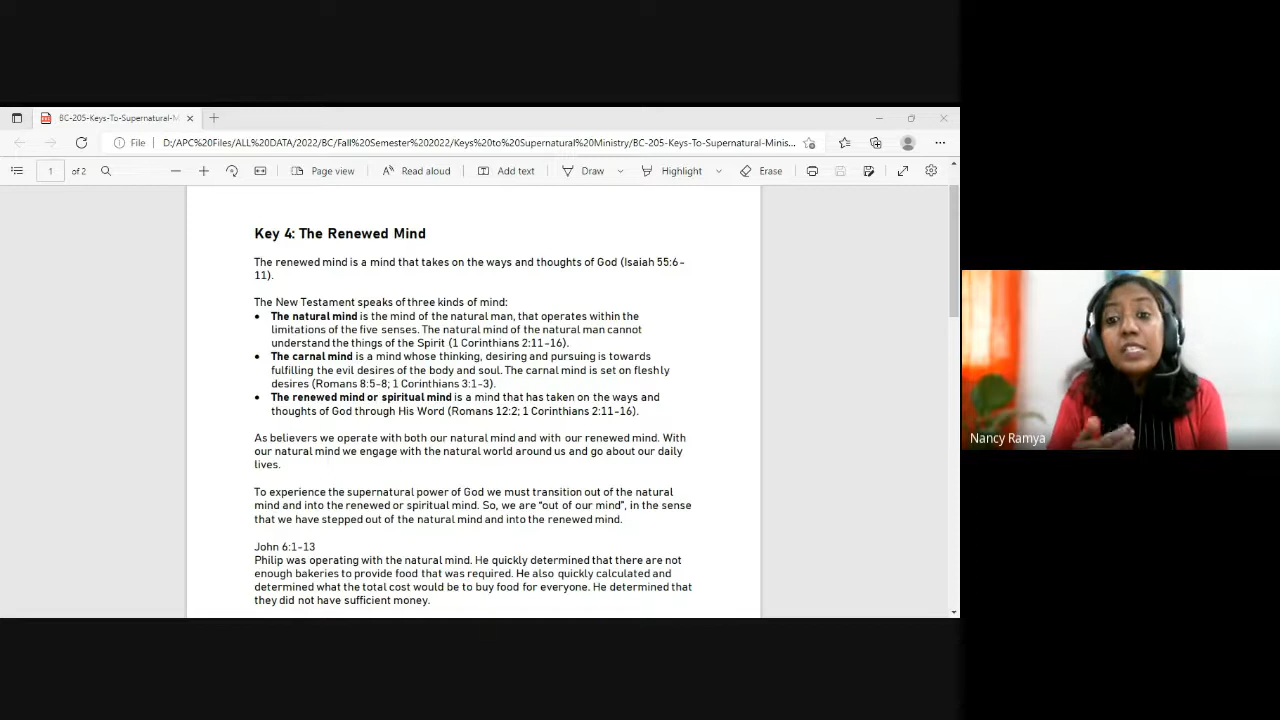 BC-205-Keys-To-Supernatural-M
File
D:/APC%20Files/ALL%20DATA/2022/BC/Fall%20Semester%202022/Keys%20to%20Supernatural%20Ministry/BC-205-Keys-To-Supernatural-Minis...
1 of 2
Page view
Read aloud
Add text
Draw
Highlight
Erase
Key 4: The Renewed Mind
The renewed mind is a mind that takes on the ways and thoughts of God (Isaiah 55:6-
11).
The New Testament speaks of three kinds of mind:
• The natural mind is the mind of the natural man, that operates within the
limitations of the five senses. The natural mind of the natural man cannot
understand the things of the Spirit (1 Corinthians 2:11-16).
• The carnal mind is a mind whose thinking, desiring and pursuing is towards
fulfilling the evil desires of the body and soul. The carnal mind is set on fleshly
desires (Romans 8:5-8; 1 Corinthians 3:1-3).
• The renewed mind or spiritual mind is a mind that has taken on the ways and
thoughts of God through His Word (Romans 12:2; 1 Corinthians 2:11-16).
As believers we operate with both our natural mind and with our renewed mind. With
our natural mind we engage with the natural world around us and go about our daily
lives.
To experience the supernatural power of God we must transition out of the natural
mind and into the renewed or spiritual mind. So, we are "out of our mind", in the sense
that we have stepped out of the natural mind and into the renewed mind.
John 6:1-13
Philip was operating with the natural mind. He quickly determined that there are not
enough bakeries to provide food that was required. He also quickly calculated and
determined what the total cost would be to buy food for everyone. He determined that
they did not have sufficient money.
Nancy Ramya